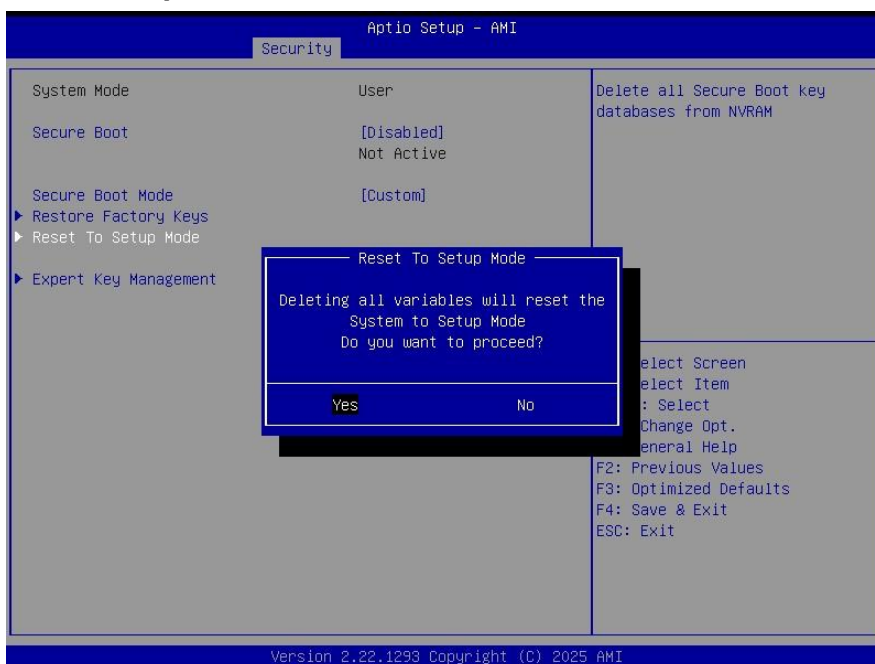 Aptio Setup - AMI
Security
System Mode User
Secure Boot [Disabled]
Not Active
Secure Boot Mode [Custom]
Restore Factory Keys
Reset To Setup Mode
Expert Key Management
Delete all Secure Boot key
databases from NVRAM
Reset To Setup Mode
Deleting all variables will reset the
System to Setup Mode
Do you want to proceed?
Yes No
elect Screen
elect Item
: Select
Change Opt.
eneral Help
F2: Previous Values
F3: Optimized Defaults
F4: Save & Exit
ESC: Exit
Version 2.22.1293 Copyright (C) 2025 AMI